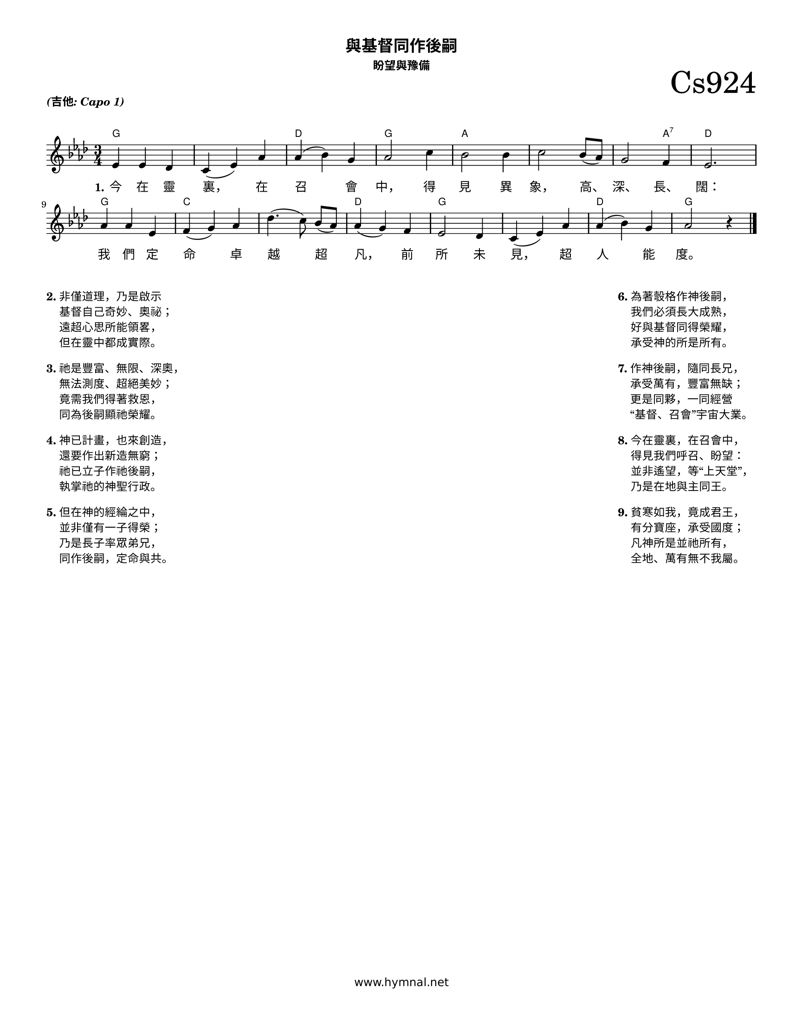 與基督同作後嗣
盼望與豫備
Cs924
(吉他: Capo 1)
G D G A A7 D
3 4
1. 今 在 靈 裏， 在 召 會 中， 得 見 異 象， 高、 深、 長、 闊：
9
G C D G D G
我 們 定 命 卓 越 超 凡， 前 所 未 見， 超 人 能 度。
2. 非僅道理，乃是啟示
基督自己奇妙、奧祕；
遠超心思所能領畧，
但在靈中都成實際。
3. 祂是豐富、無限、深奧，
無法測度、超絕美妙；
竟需我們得著救恩，
同為後嗣顯祂榮耀。
4. 神已計畫，也來創造，
還要作出新造無窮；
祂已立子作祂後嗣，
執掌祂的神聖行政。
5. 但在神的經綸之中，
並非僅有一子得榮；
乃是長子率眾弟兄，
同作後嗣，定命與共。
6. 為著彀格作神後嗣，
我們必須長大成熟，
好與基督同得榮耀，
承受神的所是所有。
7. 作神後嗣，隨同長兄，
承受萬有，豐富無缺；
更是同夥，一同經營
“基督、召會”宇宙大業。
8. 今在靈裏，在召會中，
得見我們呼召、盼望：
並非遙望，等“上天堂”，
乃是在地與主同王。
9. 貧寒如我，竟成君王，
有分寶座，承受國度；
凡神所是並祂所有，
全地、萬有無不我屬。
www.hymnal.net